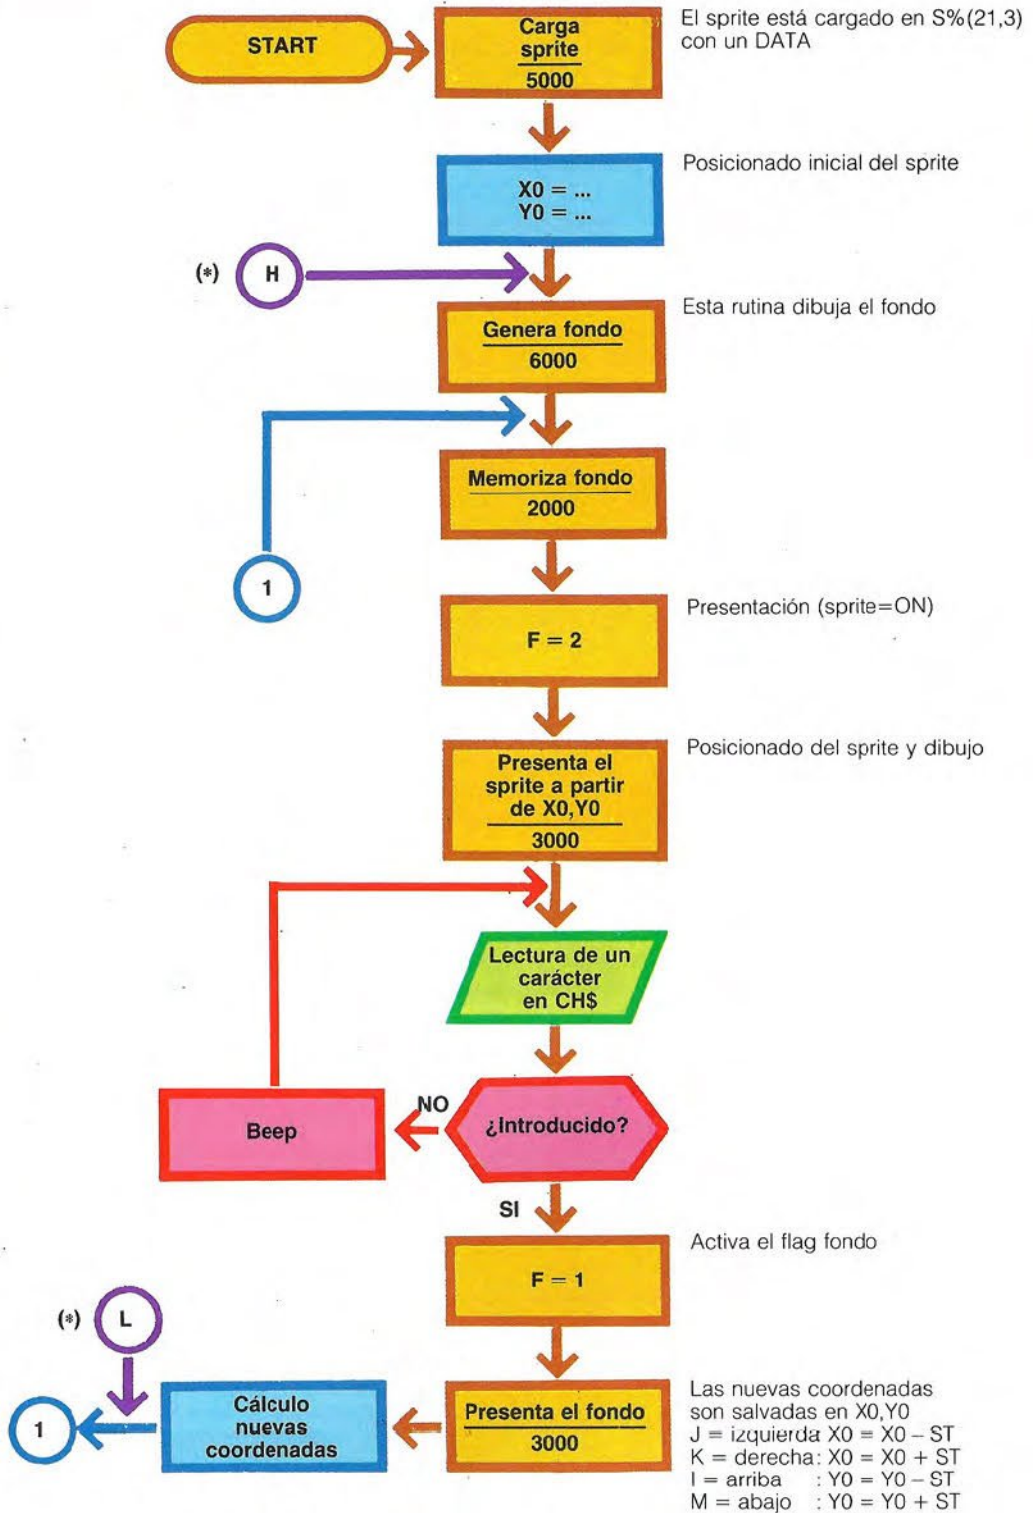 START
Carga
sprite
5000
El sprite está cargado en S%(21,3)
con un DATA
X0 = ...
Y0 = ...
Posicionado inicial del sprite
(*)
H
Genera fondo
6000
Esta rutina dibuja el fondo
Memoriza fondo
2000
1
F = 2
Presentación (sprite=ON)
Presenta el
sprite a partir
de X0,Y0
3000
Posicionado del sprite y dibujo
Lectura de un
carácter
en CH$
¿Introducido?
NO
Beep
SI
F = 1
Activa el flag fondo
(*)
L
1
Cálculo
nuevas
coordenadas
Presenta el fondo
3000
Las nuevas coordenadas
son salvadas en X0,Y0
J = izquierda X0 = X0 – ST
K = derecha: X0 = X0 + ST
I = arriba : Y0 = Y0 – ST
M = abajo : Y0 = Y0 + ST